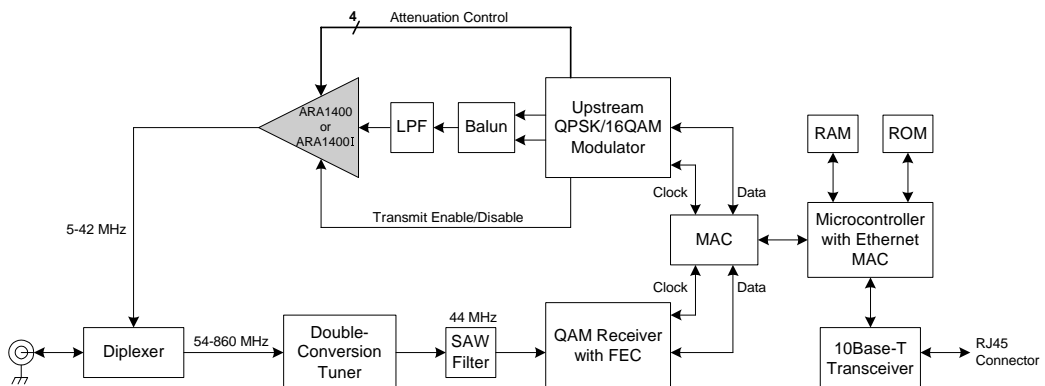 4
Attenuation Control
ARA1400
or
ARA1400I
LPF
Balun
Upstream
QPSK/16QAM
Modulator
RAM
ROM
Transmit Enable/Disable
Clock
Data
5-42 MHz
MAC
Microcontroller
with Ethernet
MAC
Clock
Data
Diplexer
54-860 MHz
Double-
Conversion
Tuner
44 MHz
SAW
Filter
QAM Receiver
with FEC
10Base-T
Transceiver
RJ45
Connector